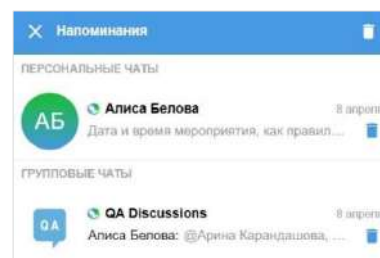 Напоминания
ПЕРСОНАЛЬНЫЕ ЧАТЫ
АБ
Алиса Белова
8 апреля
Дата и время мероприятия, как правил...
ГРУППОВЫЕ ЧАТЫ
QA
QA Discussions
8 апреля
Алиса Белова: @Арина Карандашова, ...